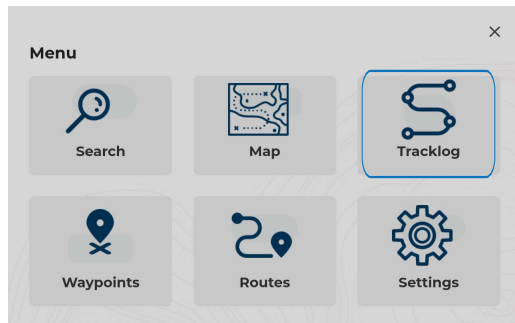 Menu
Search
Map
Tracklog
Waypoints
Routes
Settings